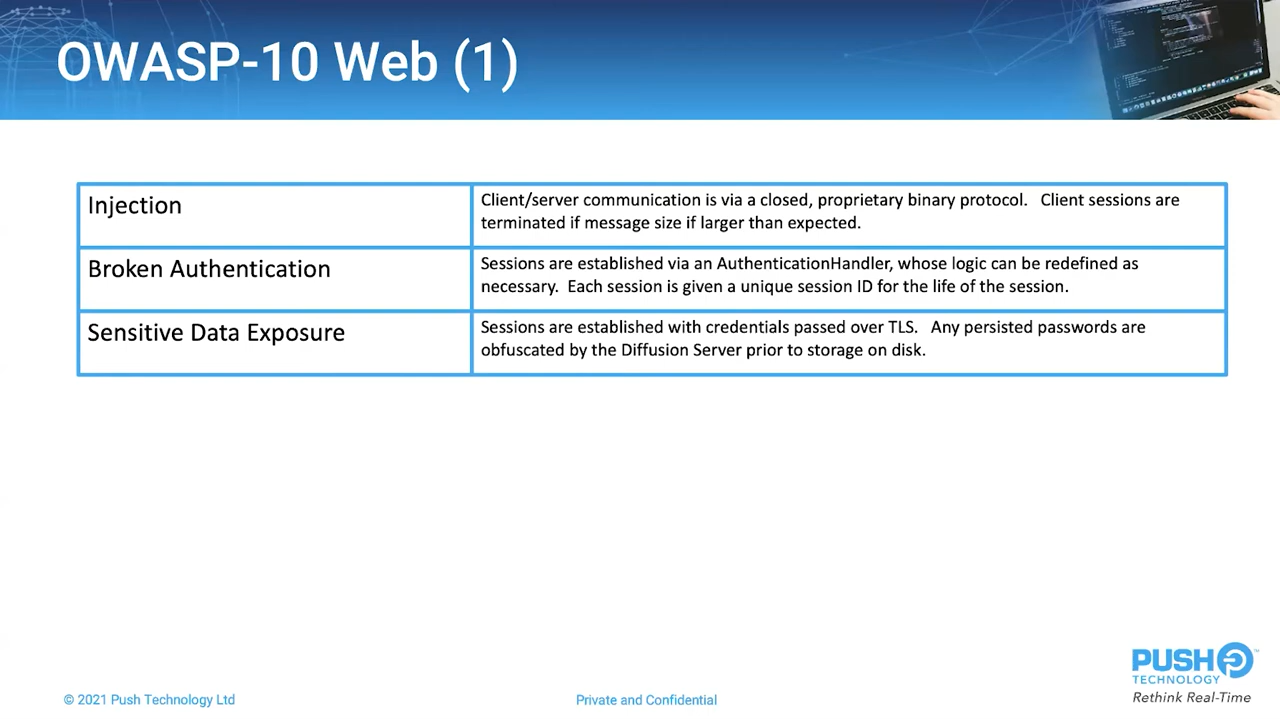 OWASP-10 Web (1)
Injection
Client/server communication is via a closed, proprietary binary protocol.   Client sessions are
terminated if message size if larger than expected.
Broken Authentication
Sessions are established via an AuthenticationHandler, whose logic can be redefined as
necessary.  Each session is given a unique session ID for the life of the session.
Sensitive Data Exposure
Sessions are established with credentials passed over TLS.   Any persisted passwords are
obfuscated by the Diffusion Server prior to storage on disk.
PUSH
TECHNOLOGY
™
Rethink Real-Time
© 2021 Push Technology Ltd
Private and Confidential